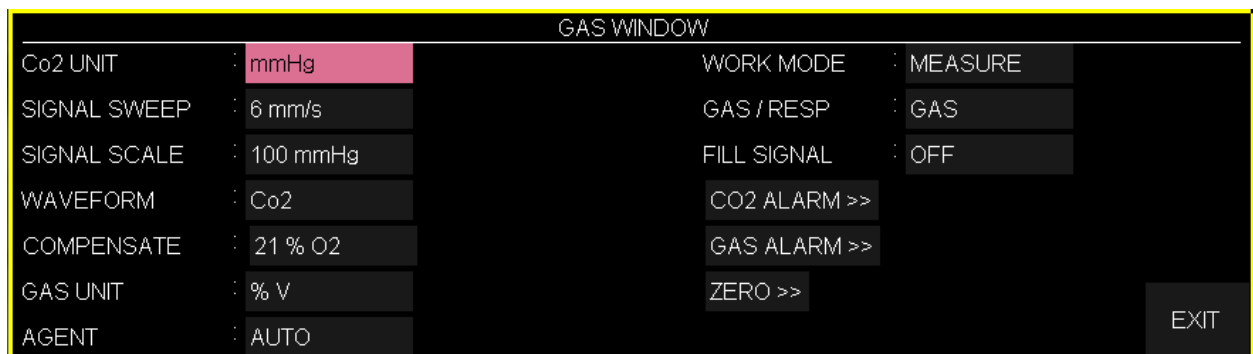 GAS WINDOW
Co2 UNIT : mmHg WORK MODE : MEASURE
SIGNAL SWEEP : 6 mm/s GAS / RESP : GAS
SIGNAL SCALE : 100 mmHg FILL SIGNAL : OFF
WAVEFORM : Co2 CO2 ALARM >>
COMPENSATE : 21 % O2 GAS ALARM >>
GAS UNIT : % V ZERO >>
AGENT : AUTO EXIT